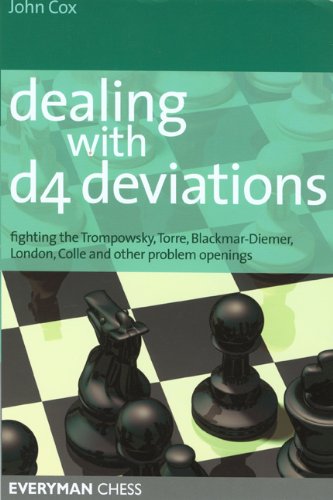 John Cox
dealing
with
d4 deviations
fighting the Trompowsky, Torre, Blackmar-Diemer,
London, Colle and other problem openings
EVERYMAN CHESS